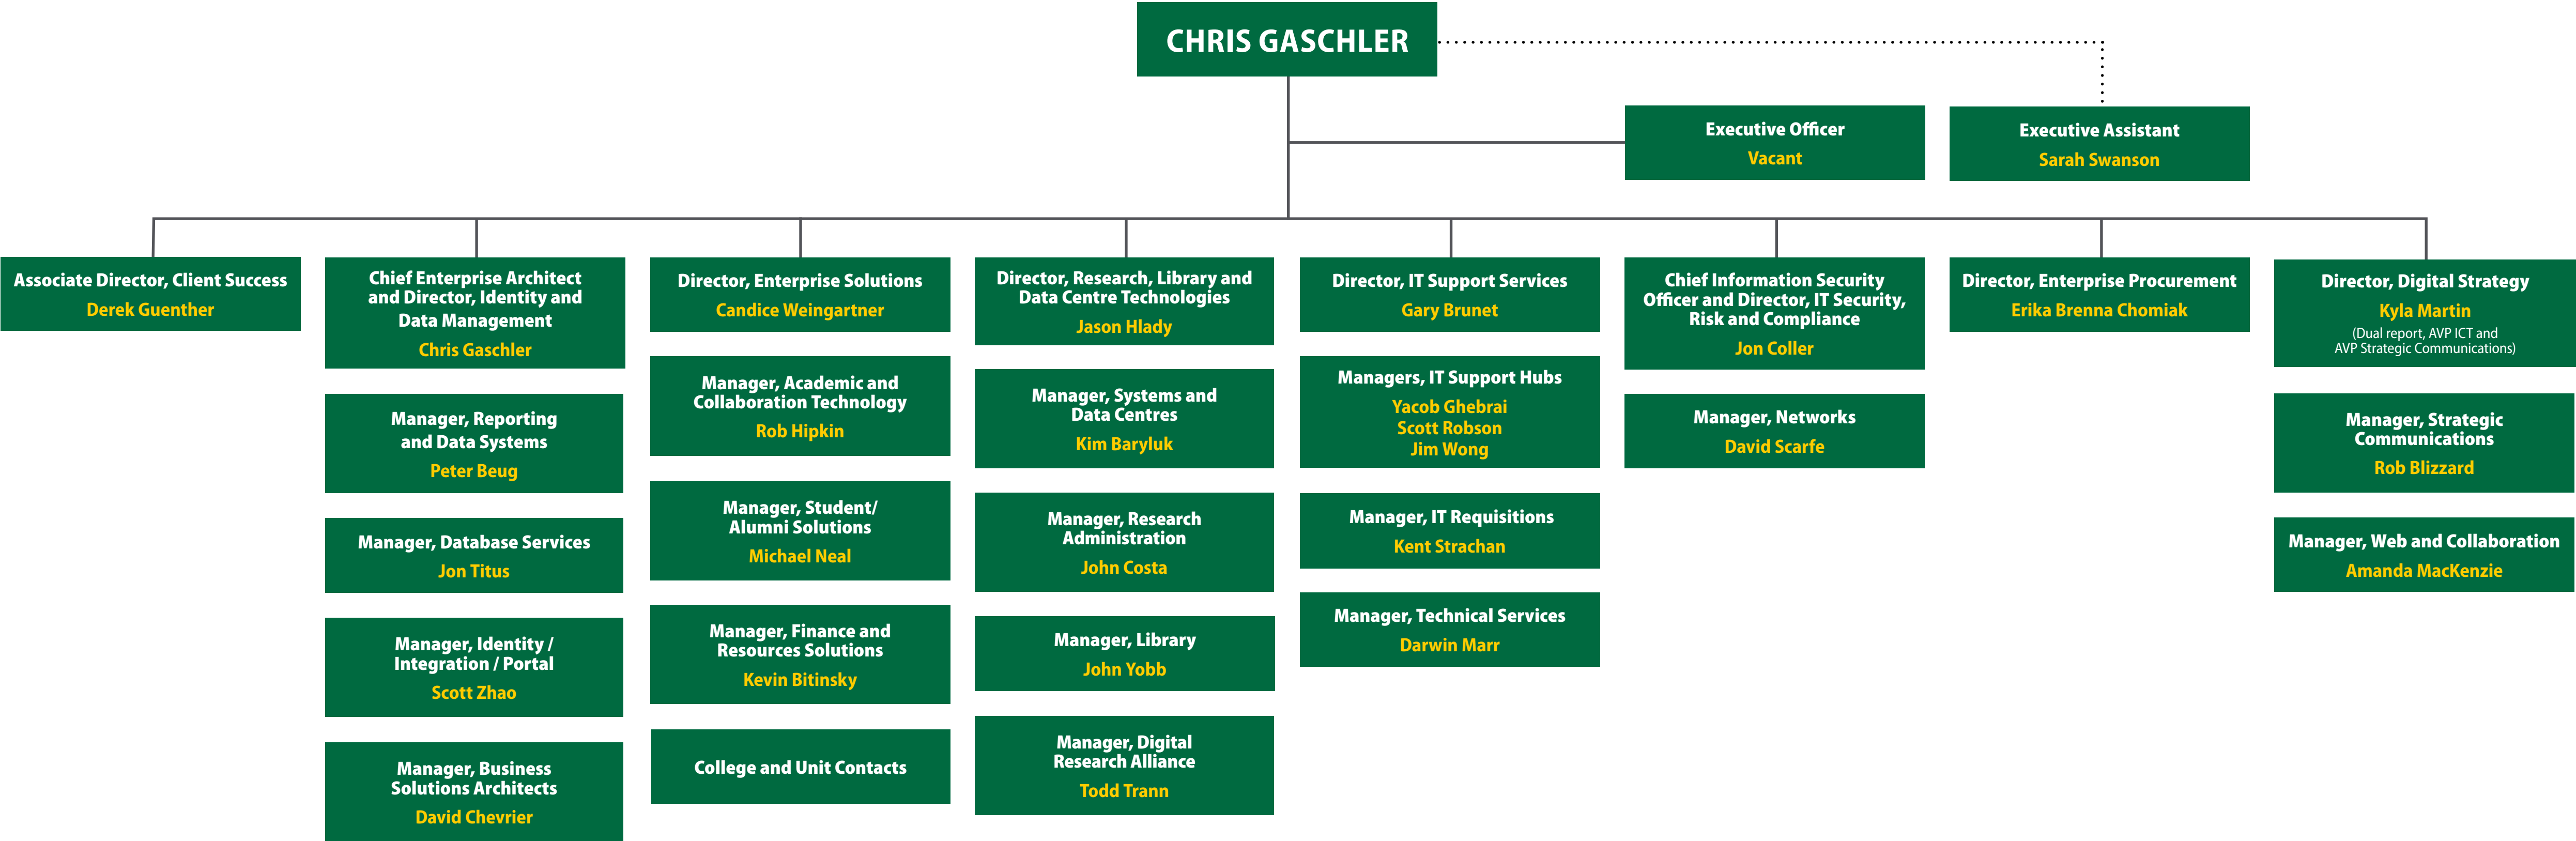 CHRIS GASCHLER
Executive Officer
Vacant
Executive Assistant
Sarah Swanson
Associate Director, Client Success
Derek Guenther
Chief Enterprise Architect
and Director, Identity and
Data Management
Chris Gaschler
Manager, Reporting
and Data Systems
Peter Beug
Manager, Database Services
Jon Titus
Manager, Identity /
Integration / Portal
Scott Zhao
Manager, Business
Solutions Architects
David Chevrier
Director, Enterprise Solutions
Candice Weingartner
Manager, Academic and
Collaboration Technology
Rob Hipkin
Manager, Student/
Alumni Solutions
Michael Neal
Manager, Finance and
Resources Solutions
Kevin Bitinsky
College and Unit Contacts
Director, Research, Library and
Data Centre Technologies
Jason Hlady
Manager, Systems and
Data Centres
Kim Baryluk
Manager, Research
Administration
John Costa
Manager, Library
John Yobb
Manager, Digital
Research Alliance
Todd Trann
Director, IT Support Services
Gary Brunet
Managers, IT Support Hubs
Yacob Ghebrai
Scott Robson
Jim Wong
Manager, IT Requisitions
Kent Strachan
Manager, Technical Services
Darwin Marr
Chief Information Security
Officer and Director, IT Security,
Risk and Compliance
Jon Coller
Manager, Networks
David Scarfe
Director, Enterprise Procurement
Erika Brenna Chomiak
Director, Digital Strategy
Kyla Martin
(Dual report, AVP ICT and
AVP Strategic Communications)
Manager, Strategic
Communications
Rob Blizzard
Manager, Web and Collaboration
Amanda MacKenzie